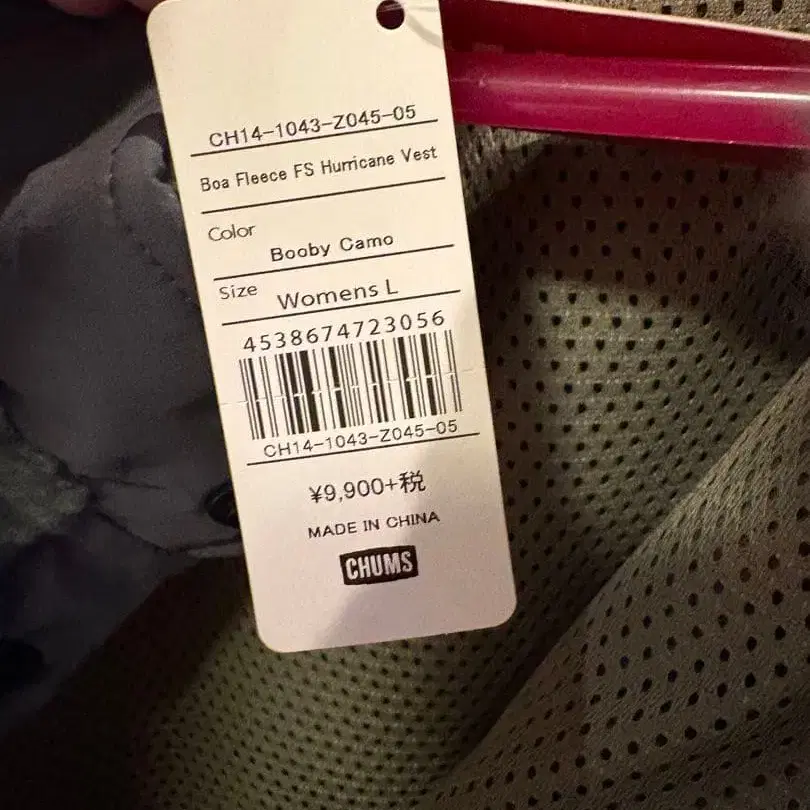 CH14-1043-Z045-05
Boa Fleece FS Hurricane Vest
Color
Booby Camo
Size
Womens L
4538674723056
CH14-1043-Z045-05
¥9,900+税
MADE IN CHINA
CHUMS